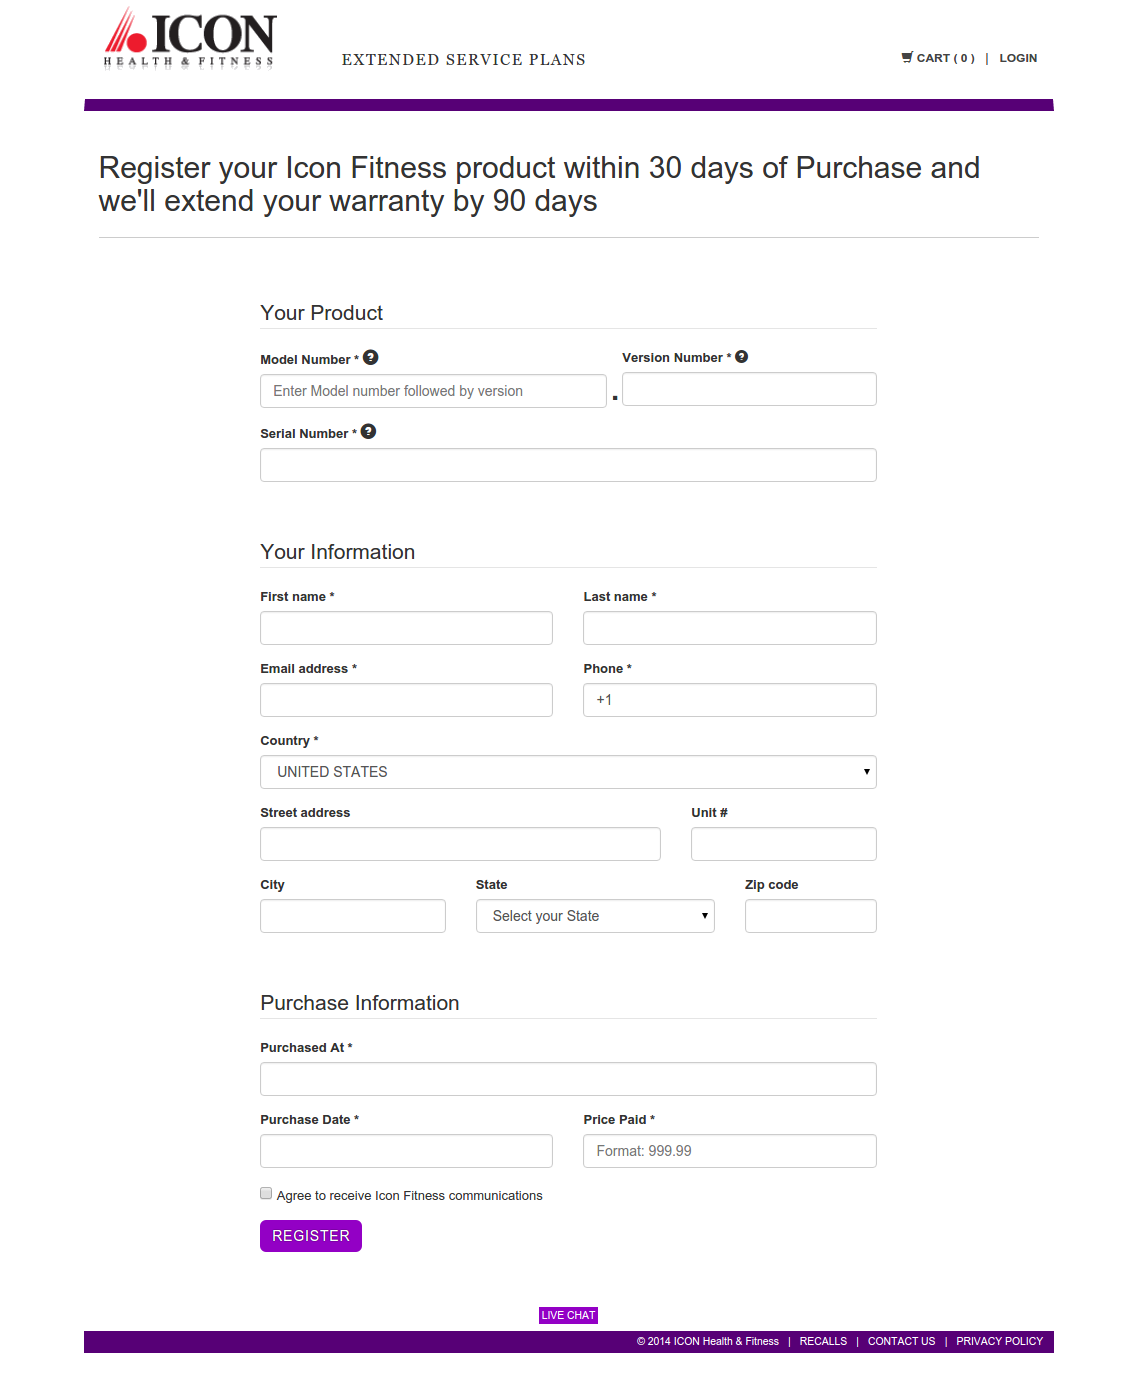 ICON
HEALTH & FITNESS
EXTENDED SERVICE PLANS
CART ( 0 ) | LOGIN
Register your Icon Fitness product within 30 days of Purchase and
we'll extend your warranty by 90 days
Your Product
Model Number * ?
Version Number * ?
Enter Model number followed by version
.
Serial Number * ?
Your Information
First name *
Last name *
Email address *
Phone *
+1
Country *
UNITED STATES
Street address
Unit #
City
State
Zip code
Select your State
Purchase Information
Purchased At *
Purchase Date *
Price Paid *
Format: 999.99
Agree to receive Icon Fitness communications
REGISTER
LIVE CHAT
© 2014 ICON Health & Fitness | RECALLS | CONTACT US | PRIVACY POLICY